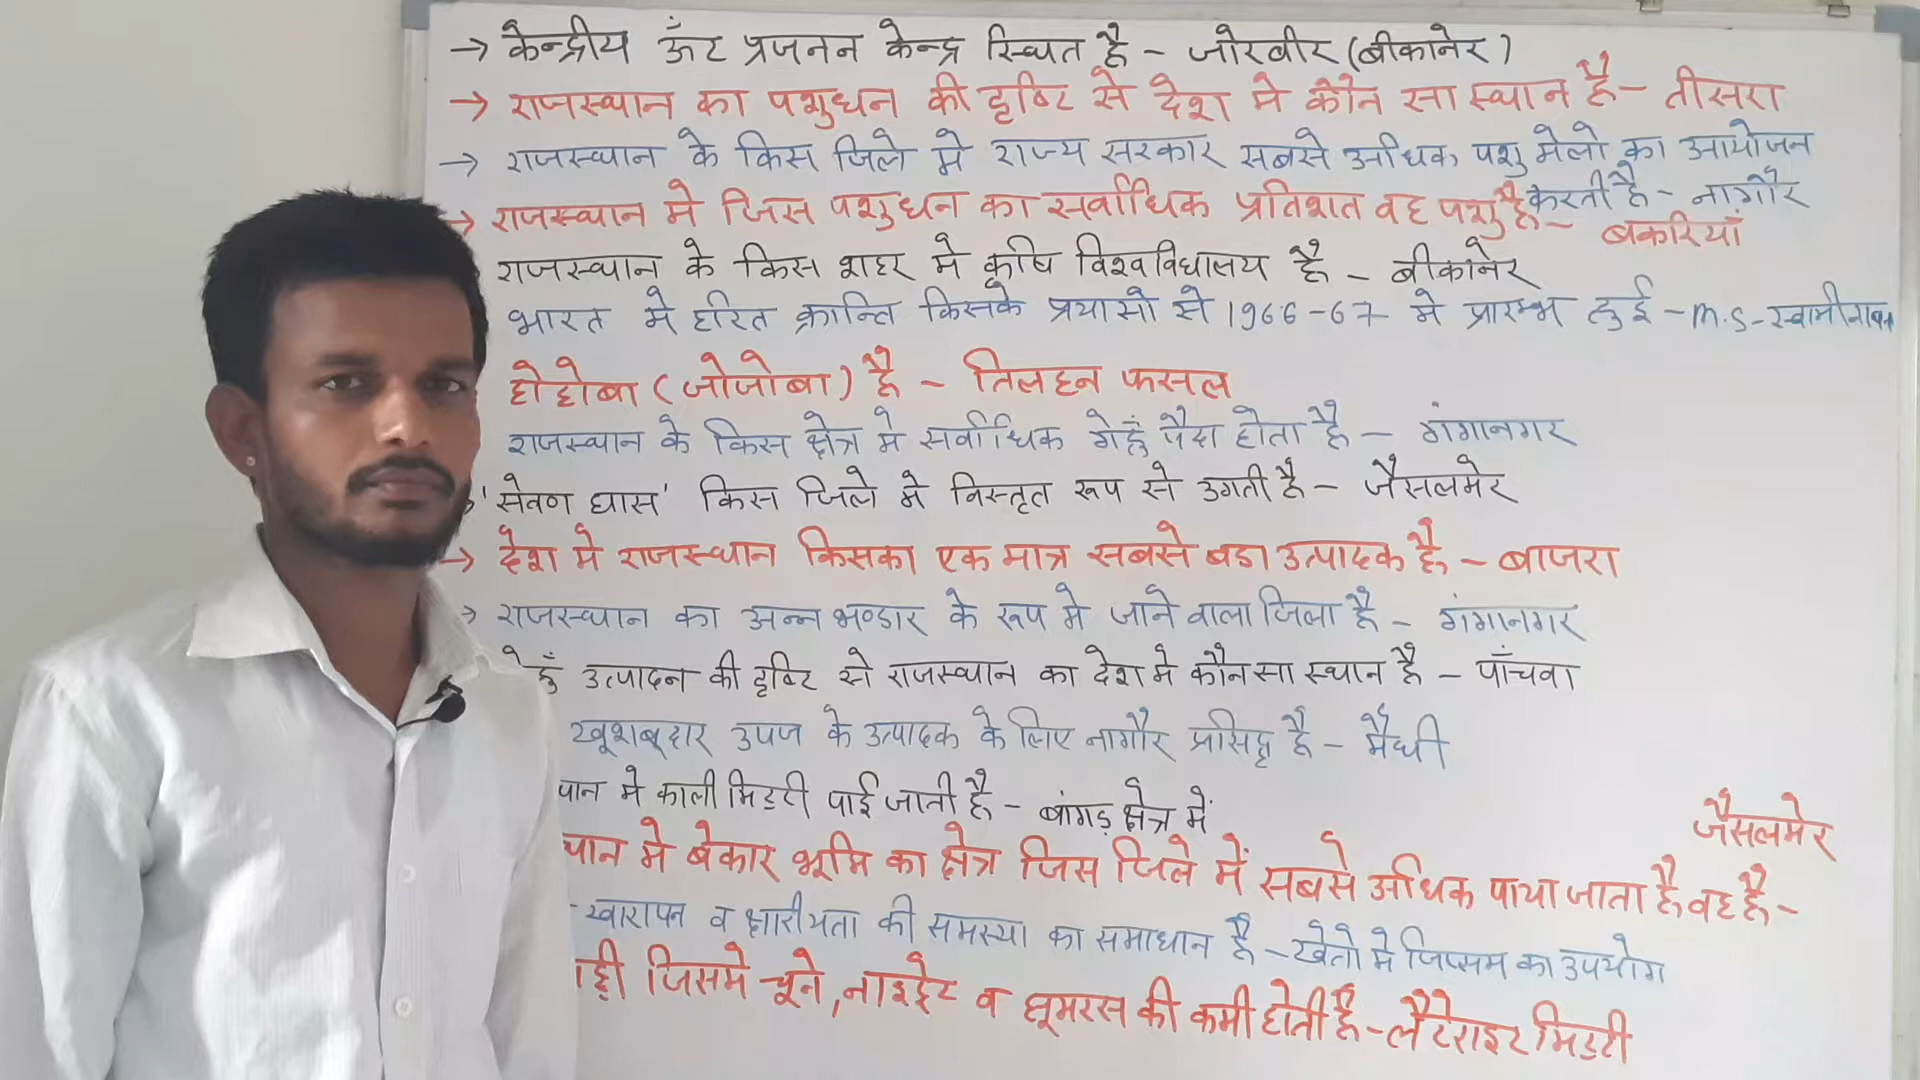 → केन्द्रीय ऊँट प्रजनन केन्द्र स्थित है – जोरवीर (बीकानेर)
→ राजस्थान का पशुधन की दृष्टि से देश मे कौन सा स्थान है – तीसरा
→ राजस्थान के किस जिले मे राज्य सरकार सबसे अधिक पशु मेलो का आयोजन
करती है – नागौर
→ राजस्थान मे जिस पशुधन का सर्वाधिक प्रतिशत वह पशु है – बकरियाँ
राजस्थान के किस शहर मे कृषि विश्वविधालय है – बीकानेर
भारत मे हरित क्रान्ति किसके प्रयासो से 1966-67 मे प्रारम्भ हुई – M.S-
होहोबा (जोजोबा) है – तिलहन फसल
राजस्थान के किस क्षेत्र मे सर्वाधिक गेहूँ पैदा होता है – गंगानगर
'सेवण घास' किस जिले मे विस्तृत रूप से उगती है – जैसलमेर
→ देश मे राजस्थान किसका एक मात्र सबसे बडा उत्पादक है – बाजरा
→ राजस्थान का अन्न भण्डार के रूप मे जाने वाला जिला है – गंगानगर
हूँ उत्पादन की दृष्टि से राजस्थान का देश मे कौनसा स्थान है – पाँचवा
खूशबूदार उपज के उत्पादक के लिए नागौर प्रसिद्द है – मैथी
थान मे काली मिट्टी पाई जाती है – बांगड़ क्षेत्र में
थान मे बेकार भूमि का क्षेत्र जिस जिले में सबसे अधिक पाया जाता है वह है –
जैसलमेर
खारापन व क्षारीयता की समस्या का समाधान है – खेतो मे जिप्सम का उपयोग
जिसमे चूने, नाइट्रेट व ह्यूमरस की कमी होती है – लैटेराइट मिट्टी